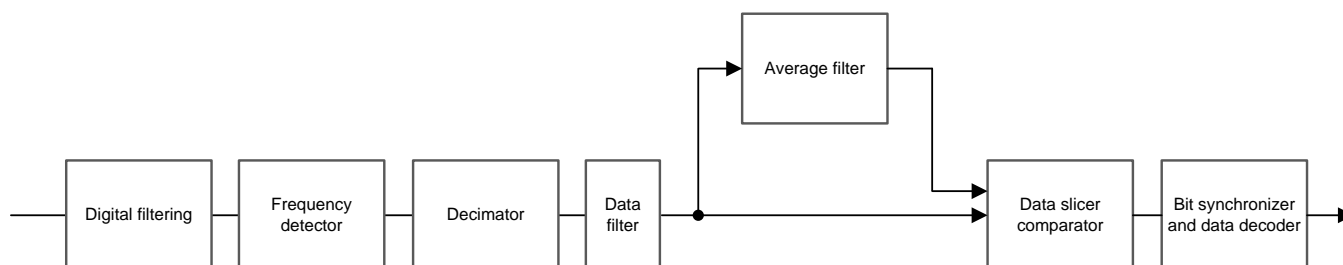 Average filter
Digital filtering
Frequency
detector
Decimator
Data
filter
Data slicer
comparator
Bit synchronizer
and data decoder